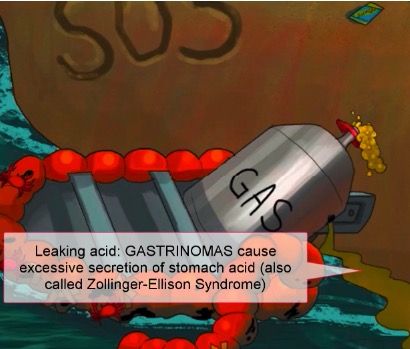 SOS
GAS
Leaking acid: GASTRINOMAS cause
excessive secretion of stomach acid (also
called Zollinger-Ellison Syndrome)